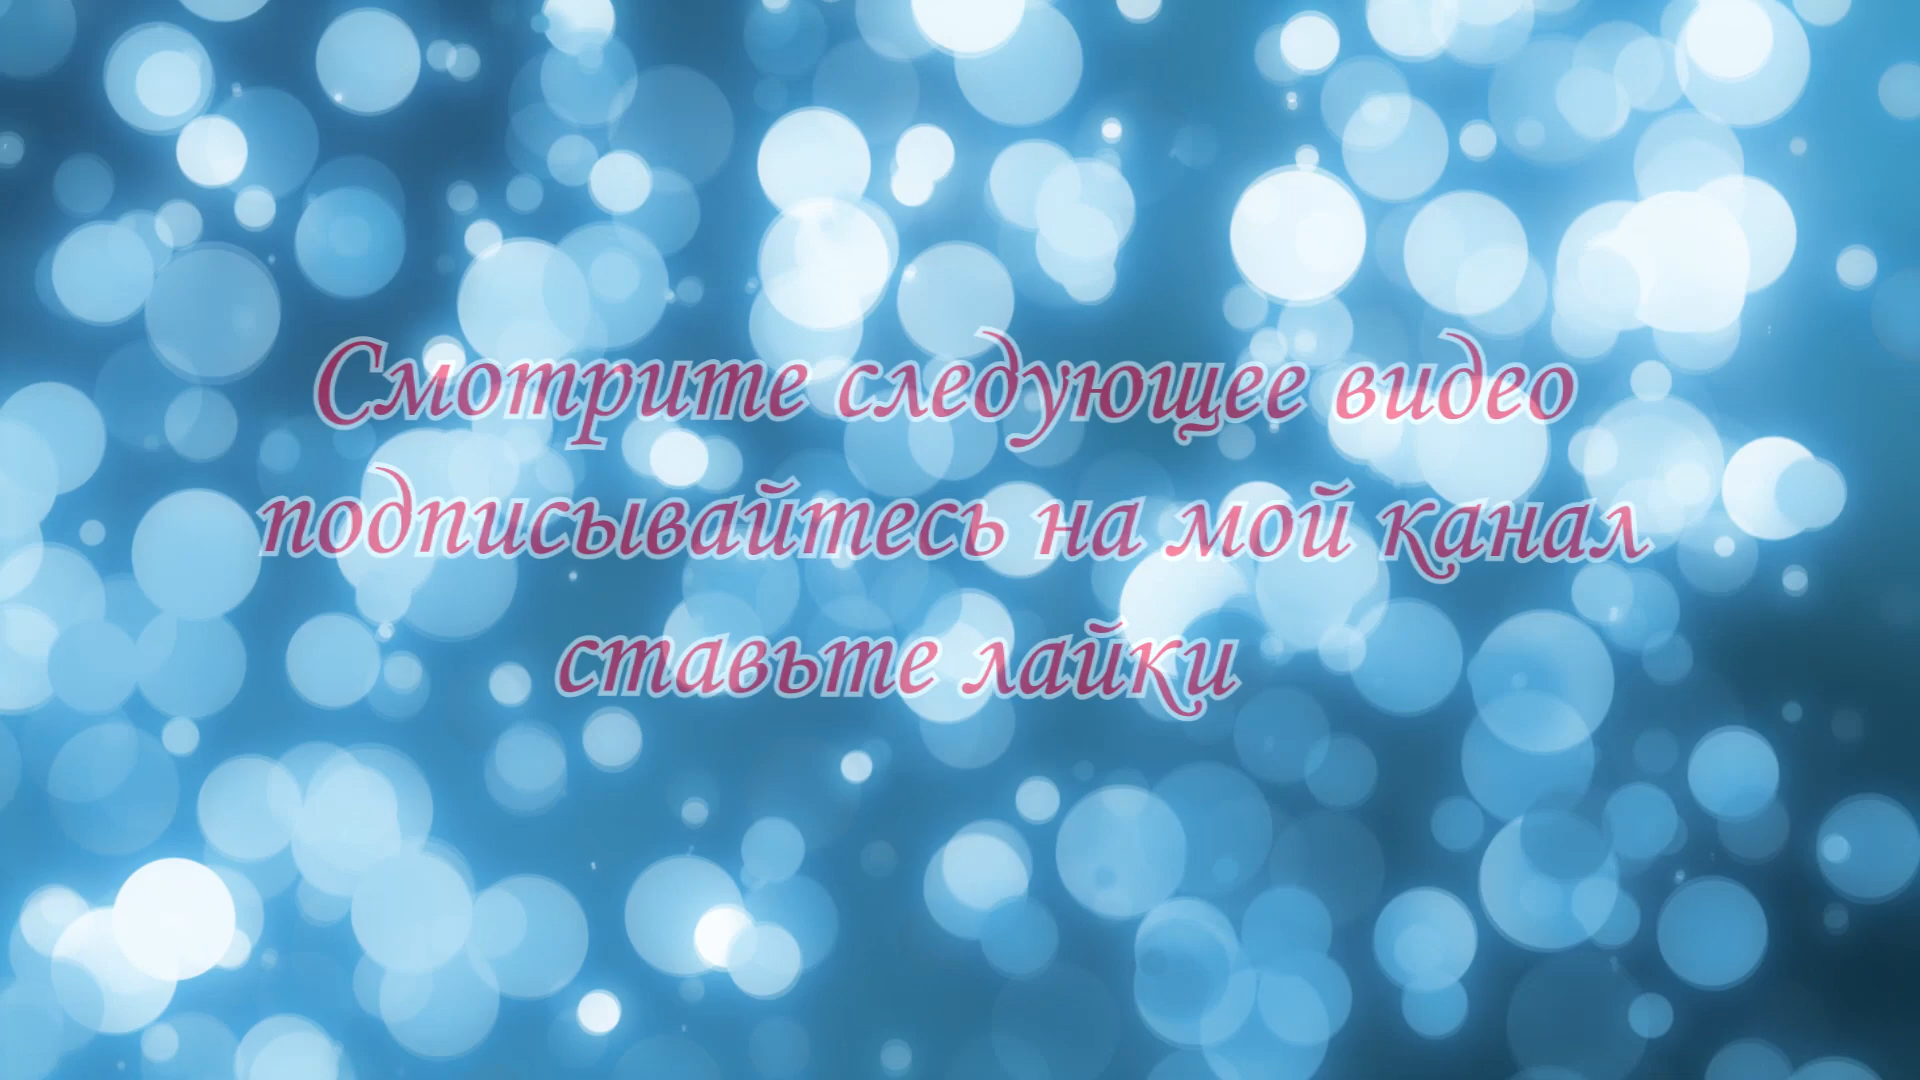 Смотрите следующее видео
подписывайтесь на мой канал
ставьте лайки